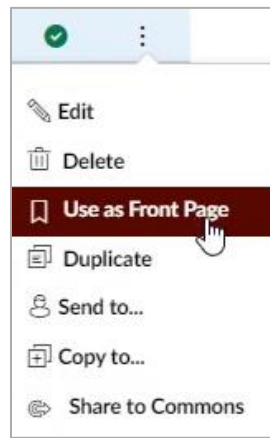 Edit
Delete
Use as Front Page
Duplicate
Send to...
Copy to...
Share to Commons